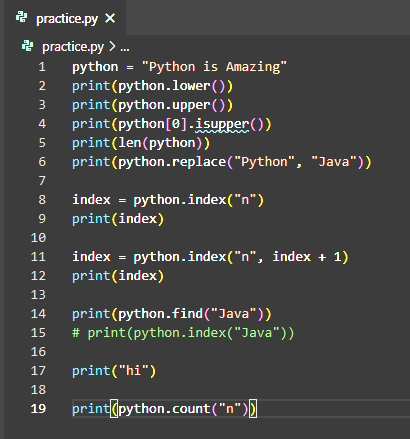 practice.py ×
practice.py > ...
1 python = "Python is Amazing"
2 print(python.lower())
3 print(python.upper())
4 print(python[0].isupper())
5 print(len(python))
6 print(python.replace("Python", "Java"))
7
8 index = python.index("n")
9 print(index)
10
11 index = python.index("n", index + 1)
12 print(index)
13
14 print(python.find("Java"))
15 # print(python.index("Java"))
16
17 print("hi")
18
19 print(python.count("n"))